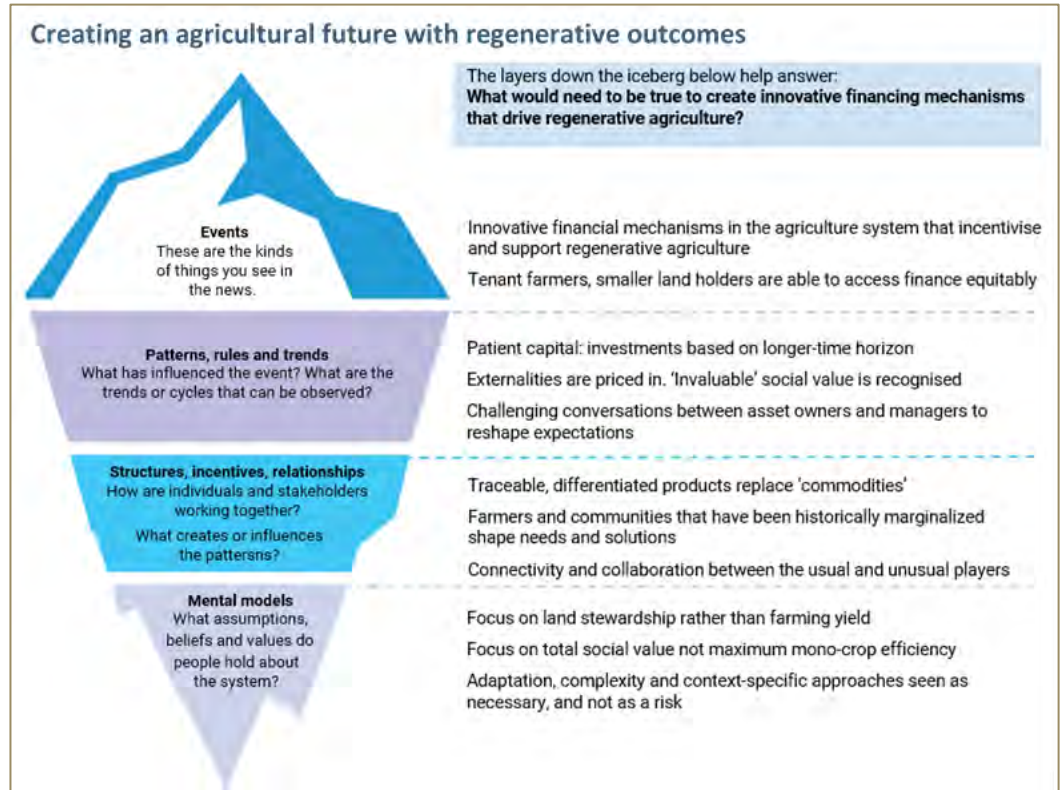 Creating an agricultural future with regenerative outcomes
The layers down the iceberg below help answer:
What would need to be true to create innovative financing mechanisms
that drive regenerative agriculture?
Events
These are the kinds
of things you see in
the news.
Innovative financial mechanisms in the agriculture system that incentivise
and support regenerative agriculture
Tenant farmers, smaller land holders are able to access finance equitably
Patterns, rules and trends
What has influenced the event? What are the
trends or cycles that can be observed?
Patient capital: investments based on longer-time horizon
Externalities are priced in. ‘Invaluable’ social value is recognised
Challenging conversations between asset owners and managers to
reshape expectations
Structures, incentives, relationships
How are individuals and stakeholders
working together?
What creates or influences
the pattersns?
Traceable, differentiated products replace ‘commodities’
Farmers and communities that have been historically marginalized
shape needs and solutions
Connectivity and collaboration between the usual and unusual players
Mental models
What assumptions,
beliefs and values do
people hold about
the system?
Focus on land stewardship rather than farming yield
Focus on total social value not maximum mono-crop efficiency
Adaptation, complexity and context-specific approaches seen as
necessary, and not as a risk